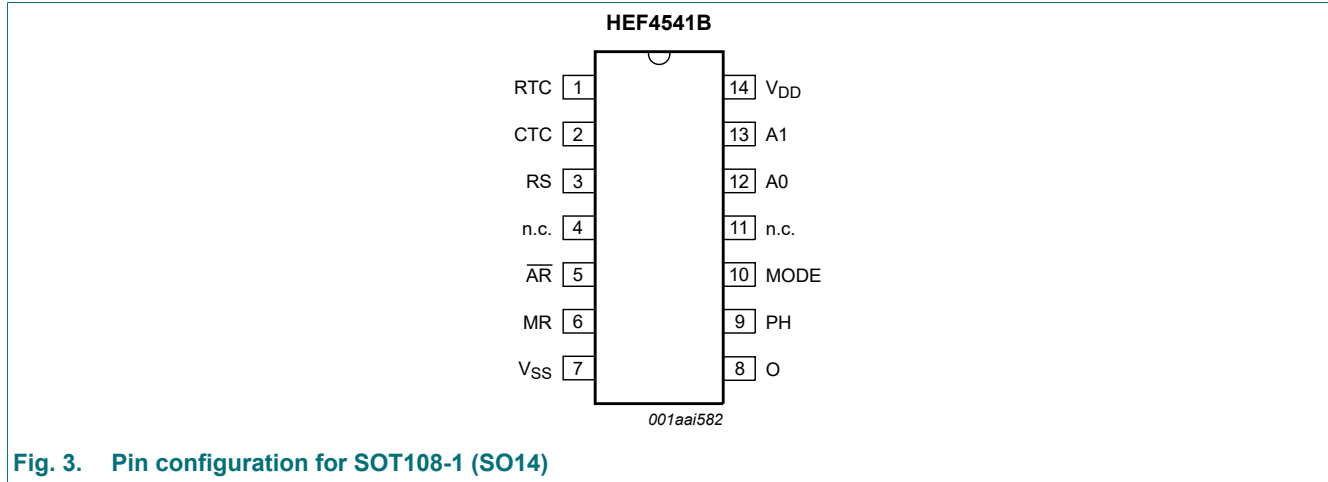 HEF4541B
RTC 1
14 VDD
CTC 2
13 A1
RS 3
12 A0
n.c. 4
11 n.c.
A̅R̅ 5
10 MODE
MR 6
9 PH
VSS 7
8 O
001aai582
Fig. 3. Pin configuration for SOT108-1 (SO14)